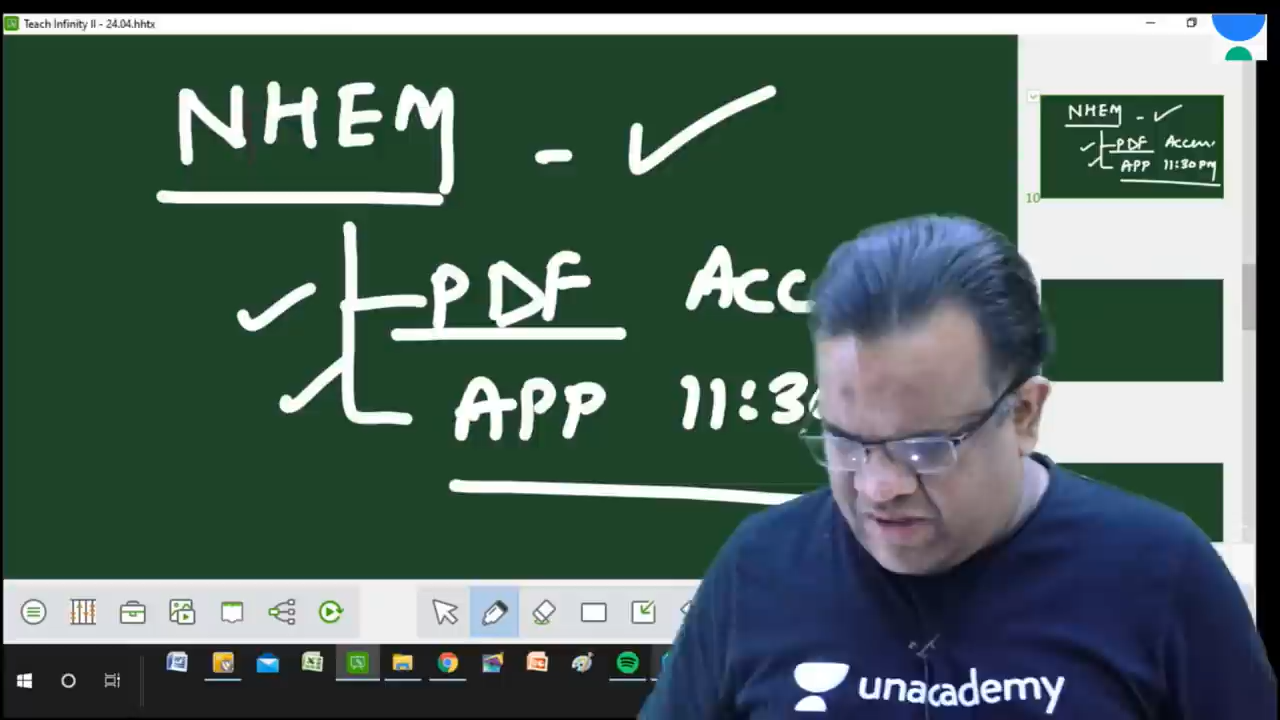 Teach Infinity II - 24.04.hhtx
NHEM - ✓
PDF Acc
APP 11:3
NHEM - ✓
PDF
APP 11:30 PM
10
unacademy